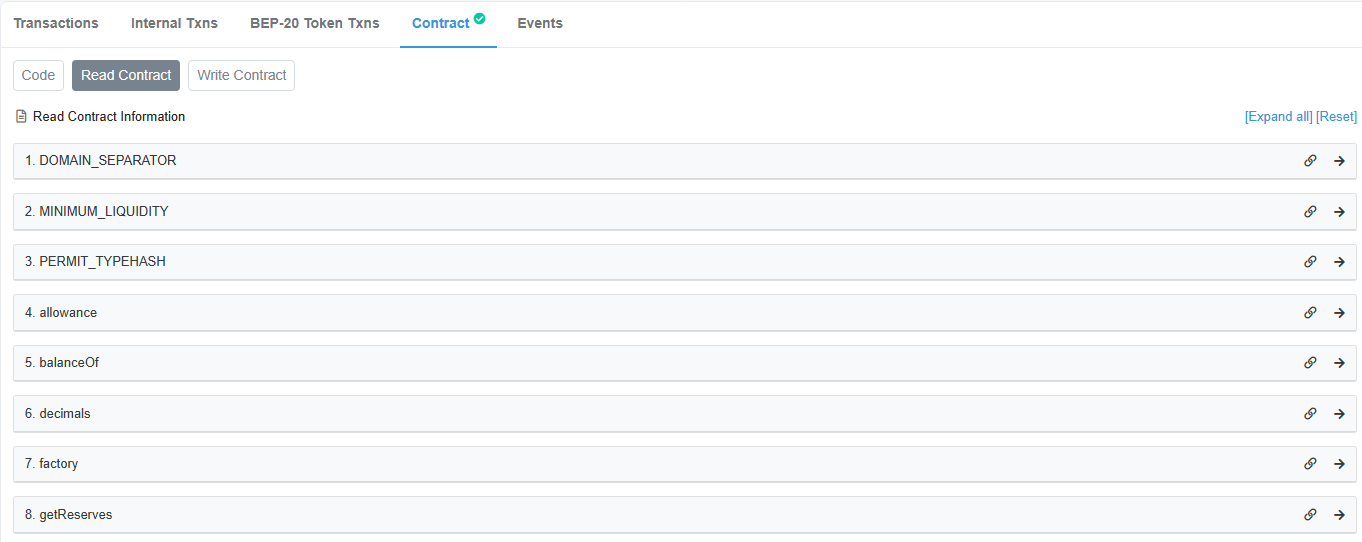 Transactions Internal Txns BEP-20 Token Txns Contract Events
Code Read Contract Write Contract
Read Contract Information [Expand all] [Reset]
1. DOMAIN_SEPARATOR
2. MINIMUM_LIQUIDITY
3. PERMIT_TYPEHASH
4. allowance
5. balanceOf
6. decimals
7. factory
8. getReserves